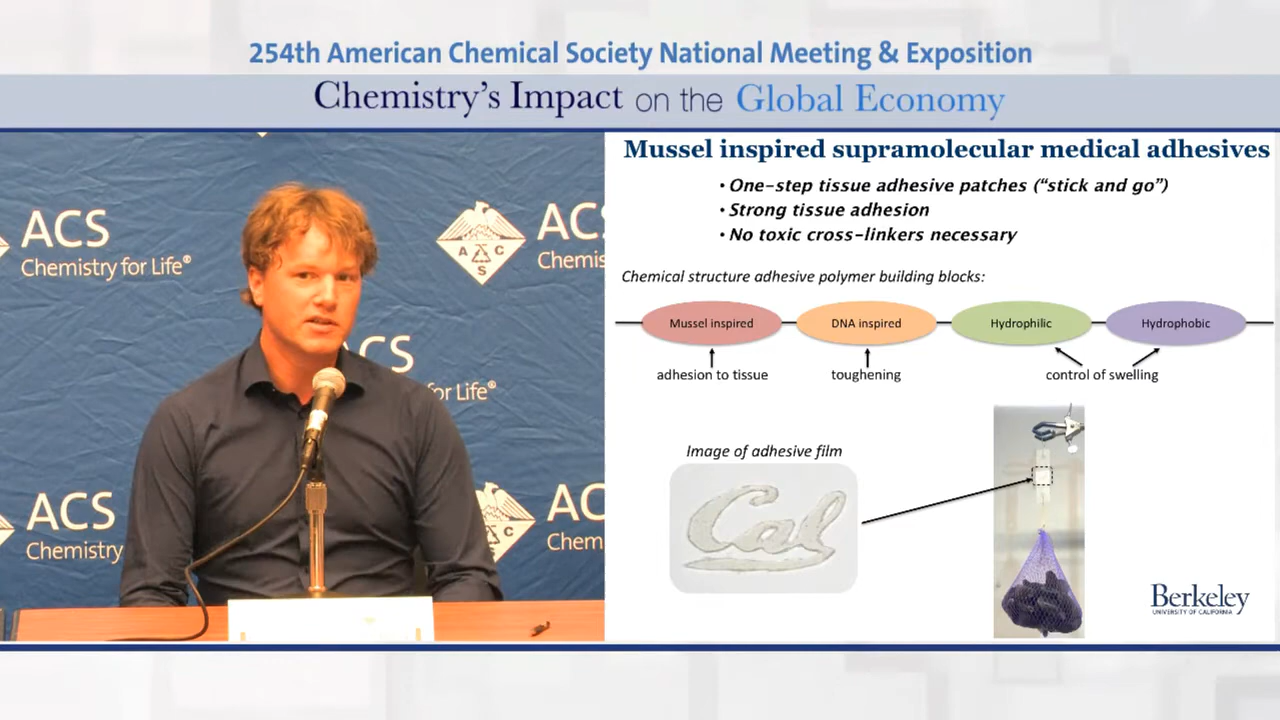 254th American Chemical Society National Meeting & Exposition
Chemistry's Impact on the Global Economy
ACS
Chemistry for Life®
A C S
S
ACS
Chemis
CS
for Life®
ACS
Chemistry
C
S
AC
Chem
Mussel inspired supramolecular medical adhesives
• One-step tissue adhesive patches (“stick and go”)
• Strong tissue adhesion
• No toxic cross-linkers necessary
Chemical structure adhesive polymer building blocks:
Mussel inspired DNA inspired Hydrophilic Hydrophobic
adhesion to tissue toughening control of swelling
Image of adhesive film
Cal
Berkeley
UNIVERSITY OF CALIFORNIA